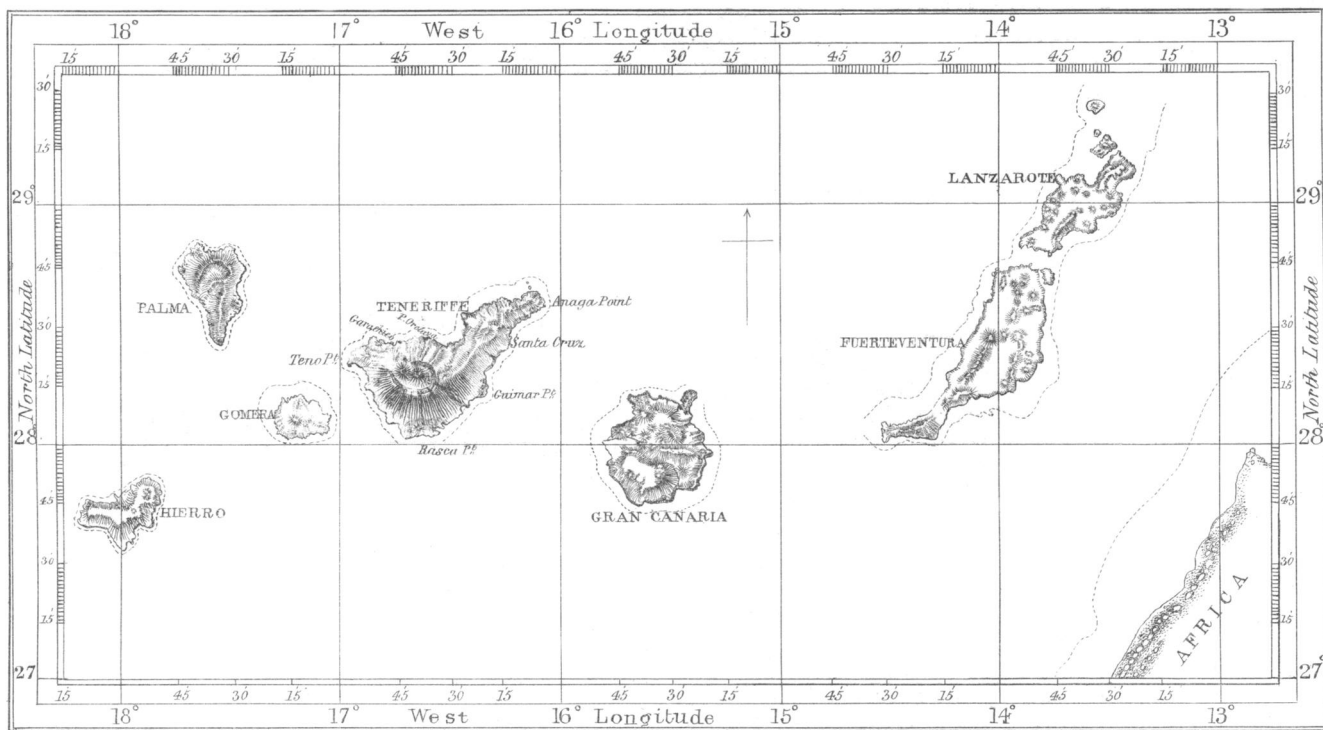 18° 17° West 16° Longitude 15° 14° 13°
15' 45' 30' 15' 45' 30' 15' 45' 30' 15' 45' 30' 15' 45' 30' 15'
30' 30'
15' 15'
LANZAROTE
29° 29°
45' 45'
PALMA
TENERIFFE
Anaga Point
30' 30'
Garachico P. Orotava
Santa Cruz
FUERTEVENTURA
North Latitude
North Latitude
Teno Pt.
15' 15'
Guimar Pt.
GOMERA
28° 28°
Rasca Pt.
45' 45'
HIERRO
GRAN CANARIA
30' 30'
AFRICA
15' 15'
27° 27°
15' 45' 30' 15' 45' 30' 15' 45' 30' 15' 45' 30' 15' 45' 30' 15'
18° 17° West 16° Longitude 15° 14° 13°